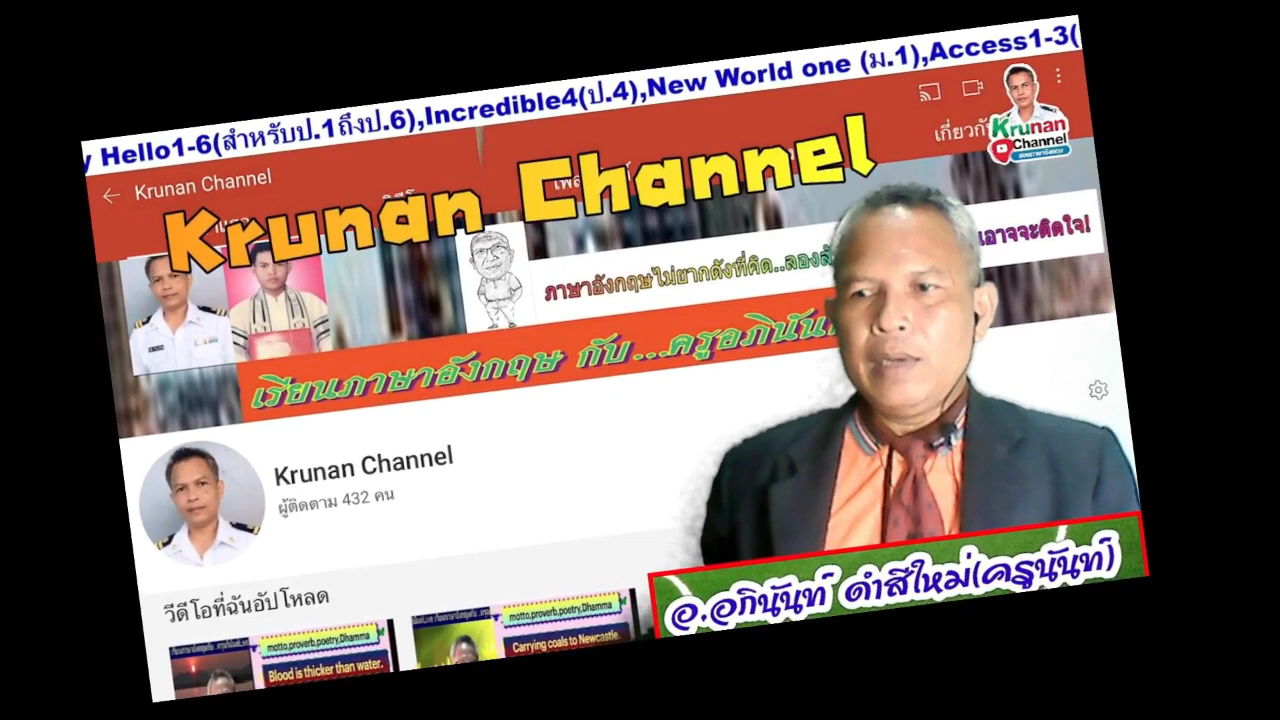 Hello1-6(สำหรับป.1ถึงป.6),Incredible4(ป.4),New World one (ม.1),Access1-3(
Krunan Channel
เกี่ยวกับ
Krunan
Channel
Krunan Channel
ภาษาอังกฤษไม่ยากดังที่คิด..ลอง
เอาจจะติดใจ!
เรียนภาษาอังกฤษ กับ...ครูอภินันท
Krunan Channel
ผู้ติดตาม 432 คน
วีดีโอที่ฉันอัปโหลด
อ.อภินันท์ ดำสีใหม่(ครูนันท์)
motto,proverb,poetry,Dhamma
Blood is thicker than water.
motto,proverb,poetry,Dhamma
Carrying coals to Newcastle.